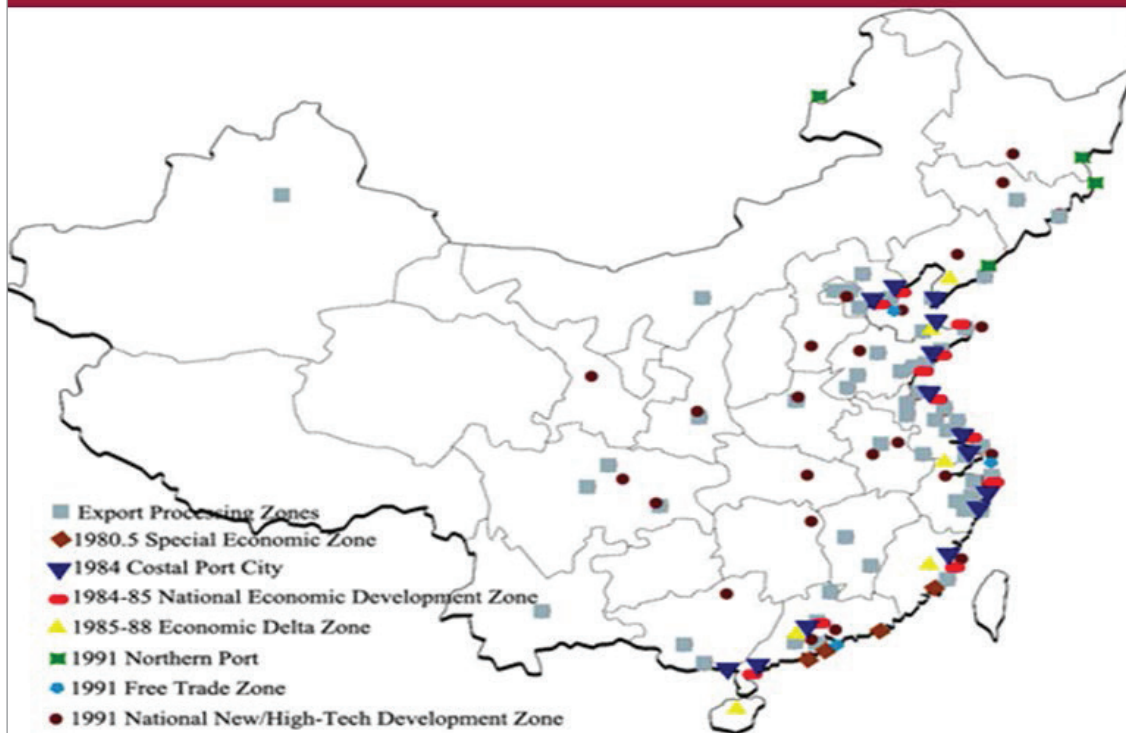 Export Processing Zones
1980.5 Special Economic Zone
1984 Costal Port City
1984-85 National Economic Development Zone
1985-88 Economic Delta Zone
1991 Northern Port
1991 Free Trade Zone
1991 National New/High-Tech Development Zone